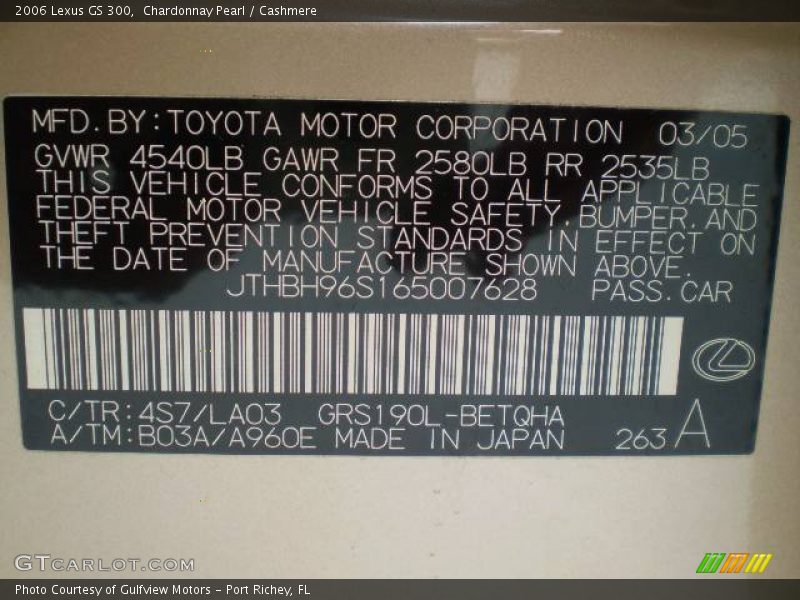 2006 Lexus GS 300,  Chardonnay Pearl / Cashmere
MFD. BY: TOYOTA MOTOR CORPORATION 03/05
GVWR 4540LB GAWR FR 2580LB RR 2535LB
THIS VEHICLE CONFORMS TO ALL APPLICABLE
FEDERAL MOTOR VEHICLE SAFETY, BUMPER, AND
THEFT PREVENTION STANDARDS IN EFFECT ON
THE DATE OF MANUFACTURE SHOWN ABOVE.
JTHBH96S165007628 PASS. CAR
C/TR: 4S7/LA03 GRS190L-BETQHA
A/TM: B03A/A960E MADE IN JAPAN 263 A
GTCARLOT.COM
Photo Courtesy of Gulfview Motors - Port Richey, FL